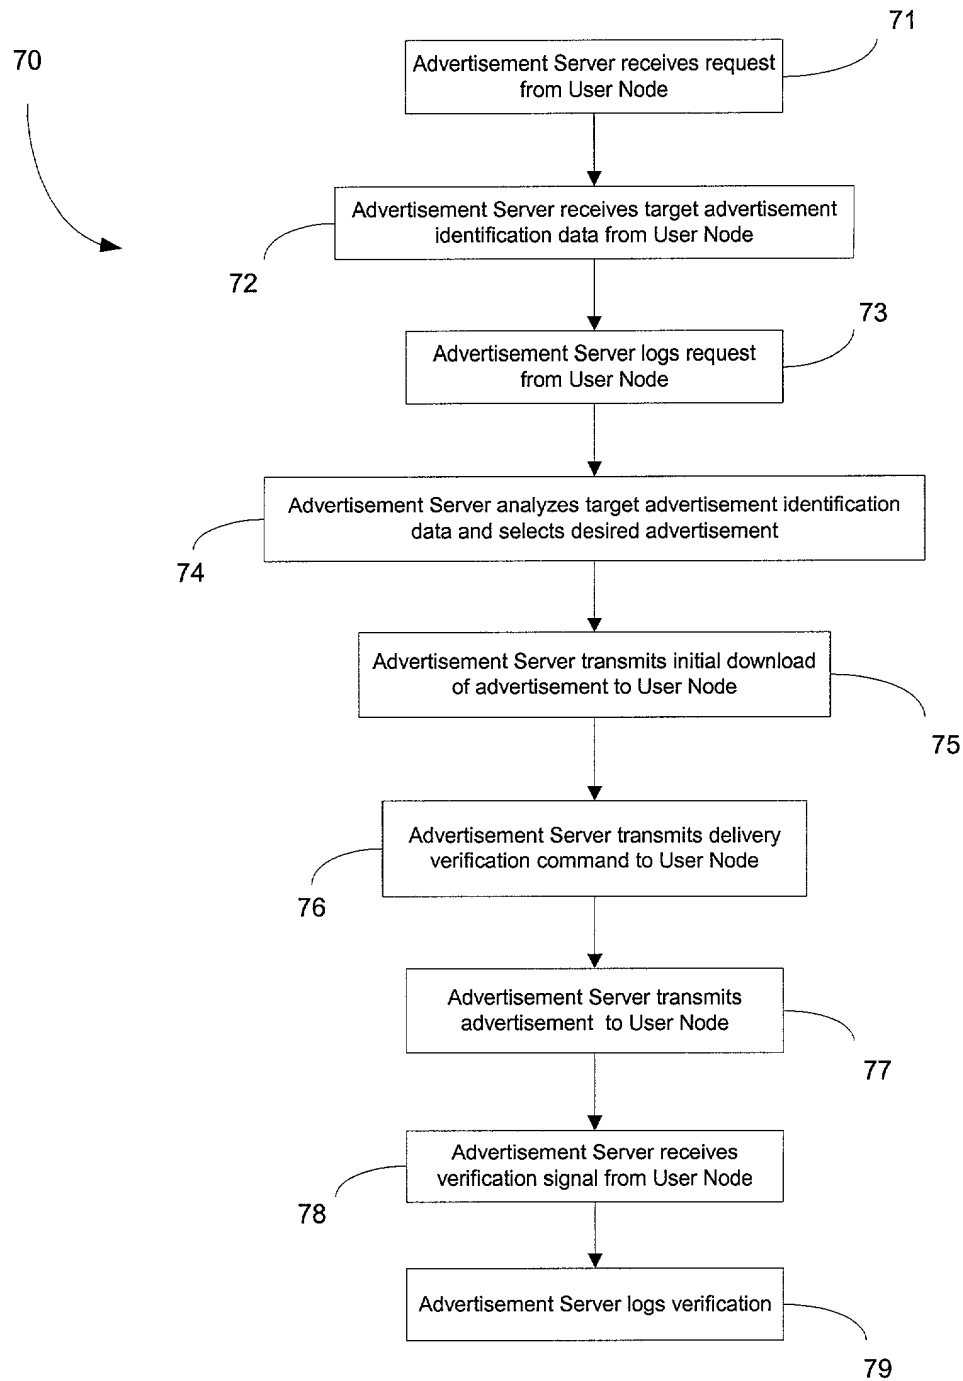 71
70
Advertisement Server receives request
from User Node
Advertisement Server receives target advertisement
identification data from User Node
72
73
Advertisement Server logs request
from User Node
Advertisement Server analyzes target advertisement identification
data and selects desired advertisement
74
Advertisement Server transmits initial download
of advertisement to User Node
75
Advertisement Server transmits delivery
verification command to User Node
76
Advertisement Server transmits
advertisement to User Node
77
Advertisement Server receives
verification signal from User Node
78
Advertisement Server logs verification
79